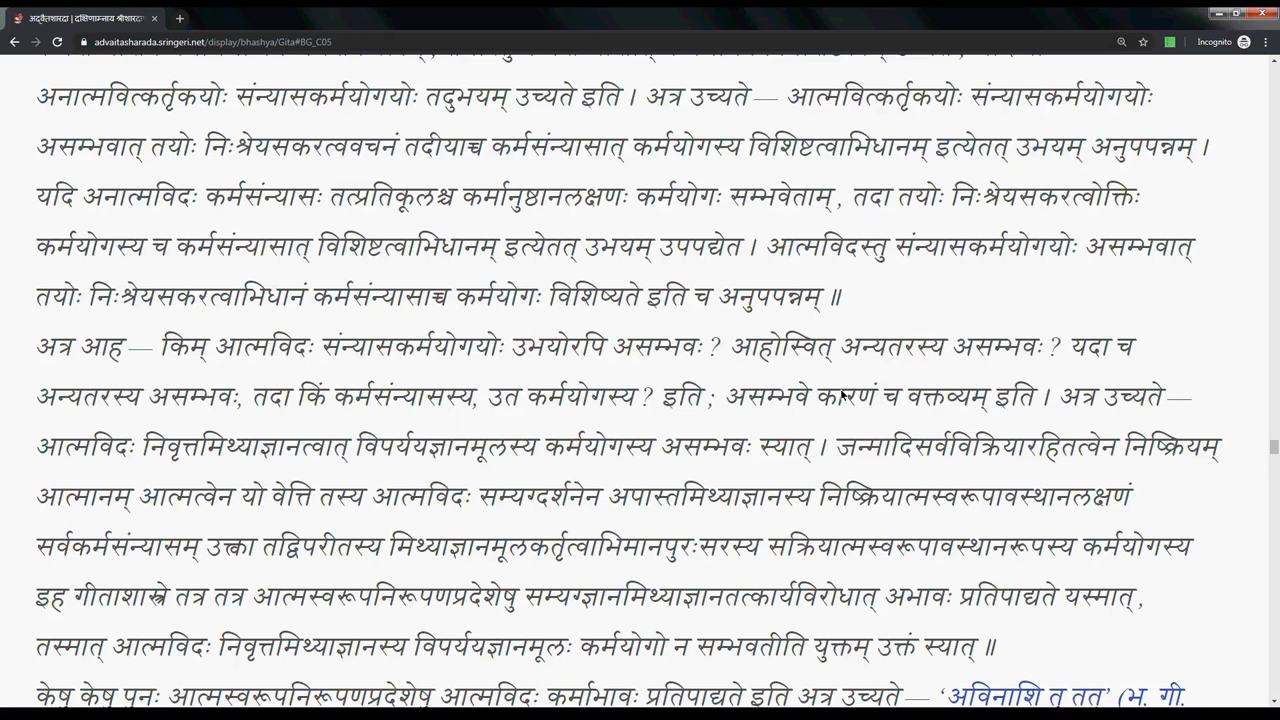 अद्वैतशारदा | दक्षिणाम्नाय श्रीशारदा
advaitasharada.sringeri.net/display/bhashya/Gita#BG_C05
Incognito
अनात्मवित्कर्तृकयोः संन्यासकर्मयोगयोः तदुभयम् उच्यते इति । अत्र उच्यते — आत्मवित्कर्तृकयोः संन्यासकर्मयोगयोः
असम्भवात् तयोः निःश्रेयसकरत्ववचनं तदीयाच्च कर्मसंन्यासात् कर्मयोगस्य विशिष्टत्वाभिधानम् इत्येतत् उभयम् अनुपपन्नम् ।
यदि अनात्मविदः कर्मसंन्यासः तत्प्रतिकूलश्च कर्मानुष्ठानलक्षणः कर्मयोगः सम्भवेताम् , तदा तयोः निःश्रेयसकरत्वोक्तिः
कर्मयोगस्य च कर्मसंन्यासात् विशिष्टत्वाभिधानम् इत्येतत् उभयम् उपपद्येत । आत्मविदस्तु संन्यासकर्मयोगयोः असम्भवात्
तयोः निःश्रेयसकरत्वाभिधानं कर्मसंन्यासाच्च कर्मयोगः विशिष्यते इति च अनुपपन्नम् ॥
अत्र आह — किम् आत्मविदः संन्यासकर्मयोगयोः उभयोरपि असम्भवः ? आहोस्वित् अन्यतरस्य असम्भवः ? यदा च
अन्यतरस्य असम्भवः, तदा किं कर्मसंन्यासस्य, उत कर्मयोगस्य ? इति ; असम्भवे कारणं च वक्तव्यम् इति । अत्र उच्यते —
आत्मविदः निवृत्तमिथ्याज्ञानत्वात् विपर्ययज्ञानमूलस्य कर्मयोगस्य असम्भवः स्यात् । जन्मादिसर्वविक्रियारहितत्वेन निष्क्रियम्
आत्मानम् आत्मत्वेन यो वेत्ति तस्य आत्मविदः सम्यग्दर्शनेन अपास्तमिथ्याज्ञानस्य निष्क्रियात्मस्वरूपावस्थानलक्षणं
सर्वकर्मसंन्यासम् उक्त्वा तद्विपरीतस्य मिथ्याज्ञानमूलकर्तृत्वाभिमानपुरःसरस्य सक्रियात्मस्वरूपावस्थानरूपस्य कर्मयोगस्य
इह गीताशास्त्रे तत्र तत्र आत्मस्वरूपनिरूपणप्रदेशेषु सम्यग्ज्ञानमिथ्याज्ञानतत्कार्यविरोधात् अभावः प्रतिपाद्यते यस्मात् ,
तस्मात् आत्मविदः निवृत्तमिथ्याज्ञानस्य विपर्ययज्ञानमूलः कर्मयोगो न सम्भवतीति युक्तम् उक्तं स्यात् ॥
केषु केषु पुनः आत्मस्वरूपनिरूपणप्रदेशेषु आत्मविदः कर्माभावः प्रतिपाद्यते इति अत्र उच्यते — ‘अविनाशि तु तत्’ (भ. गी.